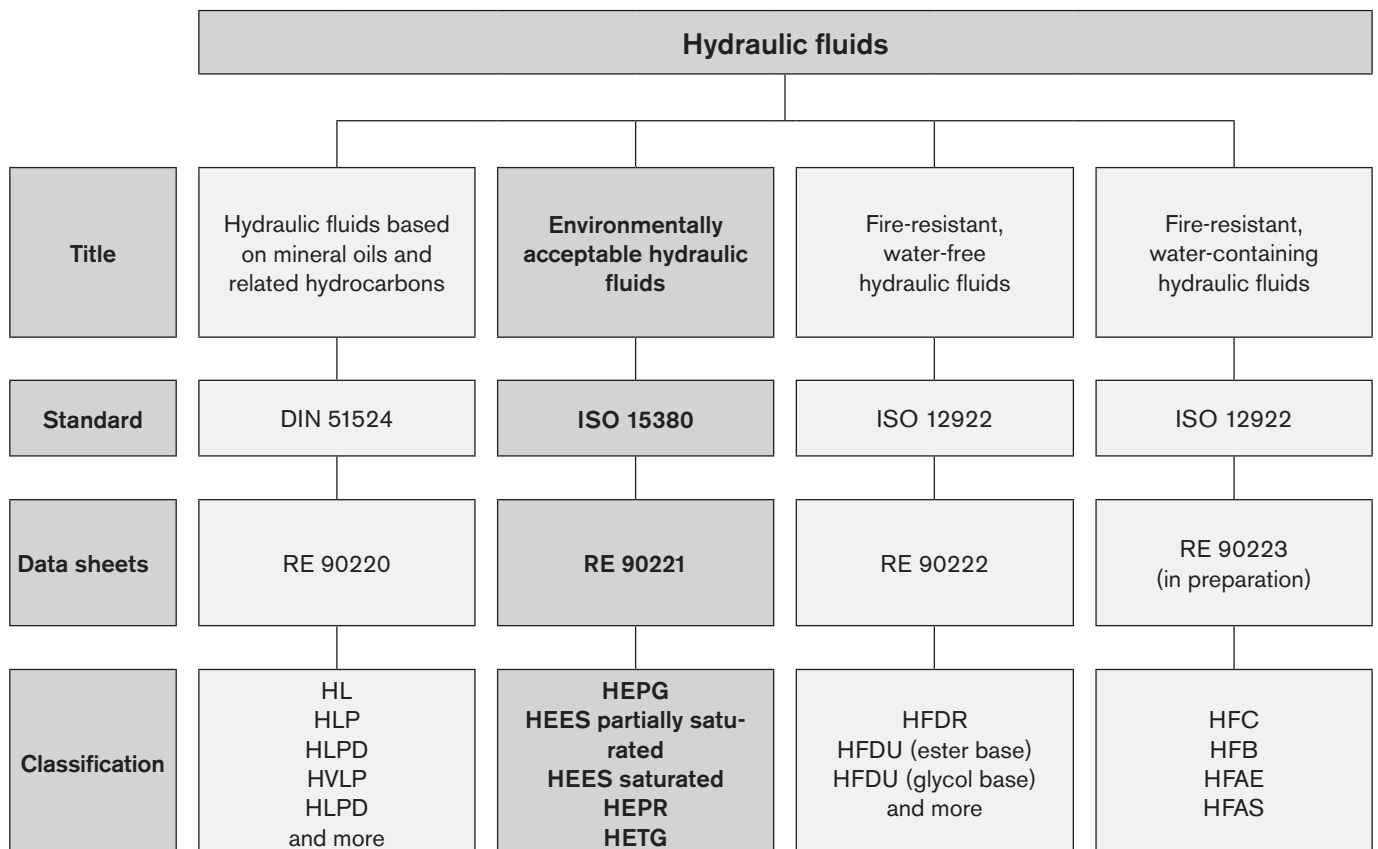 Hydraulic fluids
Title
Hydraulic fluids based
on mineral oils and
related hydrocarbons
Environmentally
acceptable hydraulic
fluids
Fire-resistant,
water-free
hydraulic fluids
Fire-resistant,
water-containing
hydraulic fluids
Standard
DIN 51524
ISO 15380
ISO 12922
ISO 12922
Data sheets
RE 90220
RE 90221
RE 90222
RE 90223
(in preparation)
Classification
HL
HLP
HLPD
HVLP
HLPD
and more
HEPG
HEES partially satu-
rated
HEES saturated
HEPR
HETG
HFDR
HFDU (ester base)
HFDU (glycol base)
and more
HFC
HFB
HFAE
HFAS